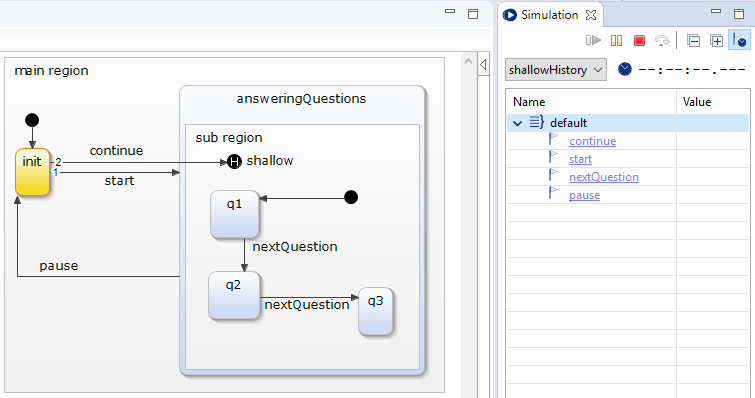 Simulation
shallowHistory
--:--:--.---
Name Value
default
continue
start
nextQuestion
pause
main region
answeringQuestions
sub region
init
2
continue
H
shallow
1
start
q1
nextQuestion
pause
q2
nextQuestion
q3